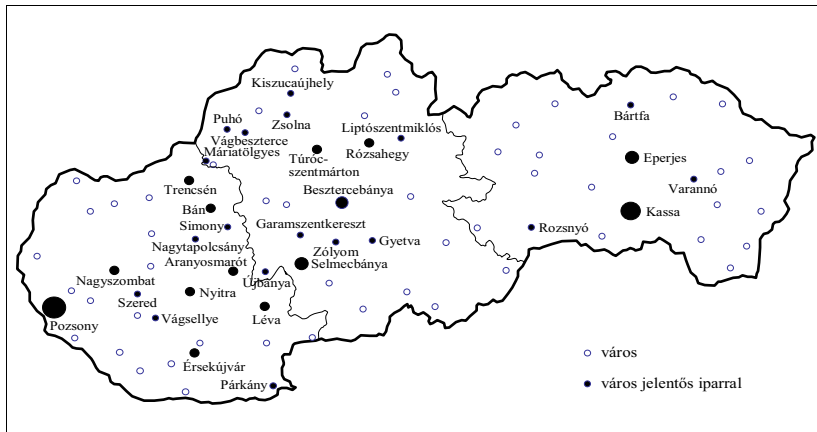 Kiszucaújhely
Puhó
Zsolna
Vágbeszterce
Liptószentmiklós
Bártfa
Máriatölgyes
Túróc-
szentmárton
Rózsahegy
Eperjes
Trencsén
Besztercebánya
Varannó
Bán
Simony
Garamszentkereszt
Kassa
Nagytapolcsány
Zólyom
Gyetva
Rozsnyó
Aranyosmarót
Selmecbánya
Nagyszombat
Újbánya
Szered
Nyitra
Pozsony
Vágsellye
Léva
Érsekújvár
város
Párkány
város jelentős iparral